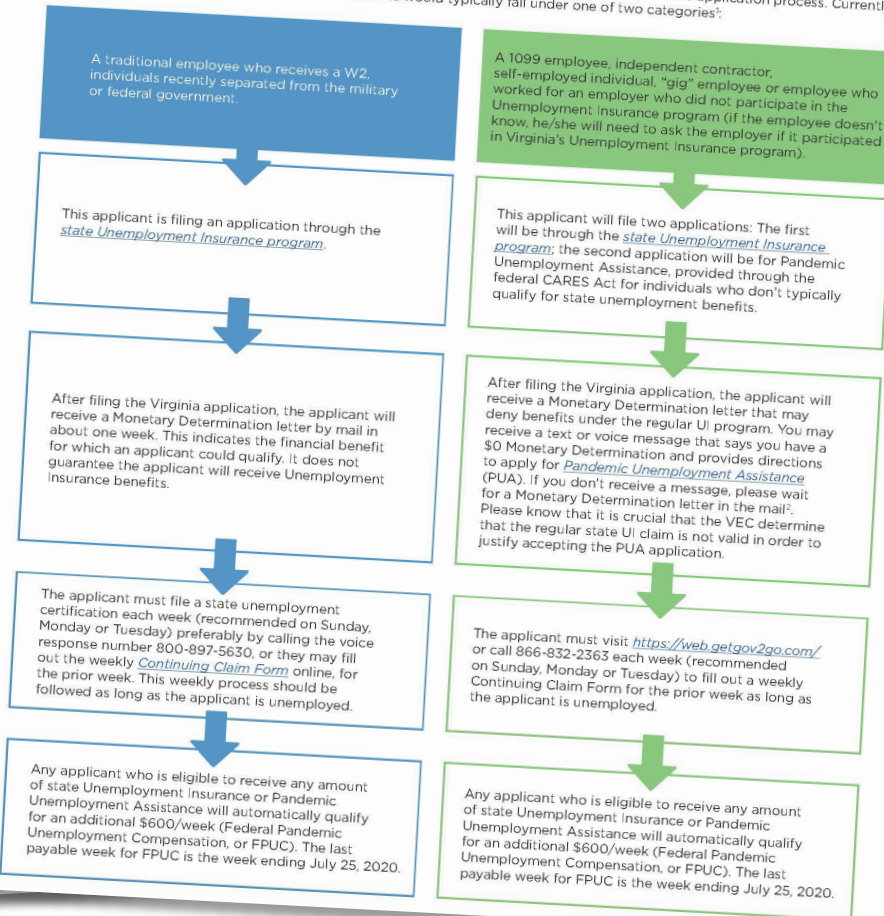 application process. Currently
would typically fall under one of two categories:
A traditional employee who receives a W2,
individuals recently separated from the military
or federal government.
This applicant is filing an application through the
state Unemployment Insurance program.
After filing the Virginia application, the applicant will
receive a Monetary Determination letter by mail in
about one week. This indicates the financial benefit
for which an applicant could qualify. It does not
guarantee the applicant will receive Unemployment
Insurance benefits.
The applicant must file a state unemployment
certification each week (recommended on Sunday,
Monday or Tuesday) preferably by calling the voice
response number 800-897-5630, or they may fill
out the weekly Continuing Claim Form online, for
the prior week. This weekly process should be
followed as long as the applicant is unemployed.
Any applicant who is eligible to receive any amount
of state Unemployment Insurance or Pandemic
Unemployment Assistance will automatically qualify
for an additional $600/week (Federal Pandemic
Unemployment Compensation, or FPUC). The last
payable week for FPUC is the week ending July 25, 2020.
A 1099 employee, independent contractor,
self-employed individual, “gig” employee or employee who
worked for an employer who did not participate in the
Unemployment Insurance program (if the employee doesn't
know, he/she will need to ask the employer if it participated
in Virginia's Unemployment Insurance program).
This applicant will file two applications: The first
will be through the state Unemployment Insurance
program; the second application will be for Pandemic
Unemployment Assistance, provided through the
federal CARES Act for individuals who don't typically
qualify for state unemployment benefits.
After filing the Virginia application, the applicant will
receive a Monetary Determination letter that may
deny benefits under the regular UI program. You may
receive a text or voice message that says you have a
$0 Monetary Determination and provides directions
to apply for Pandemic Unemployment Assistance
(PUA). If you don't receive a message, please wait
for a Monetary Determination letter in the mail².
Please know that it is crucial that the VEC determine
that the regular state UI claim is not valid in order to
justify accepting the PUA application.
The applicant must visit https://web.getgov2go.com/
or call 866-832-2363 each week (recommended
on Sunday, Monday or Tuesday) to fill out a weekly
Continuing Claim Form for the prior week as long as
the applicant is unemployed.
Any applicant who is eligible to receive any amount
of state Unemployment Insurance or Pandemic
Unemployment Assistance will automatically qualify
for an additional $600/week (Federal Pandemic
Unemployment Compensation, or FPUC). The last
payable week for FPUC is the week ending July 25, 2020.